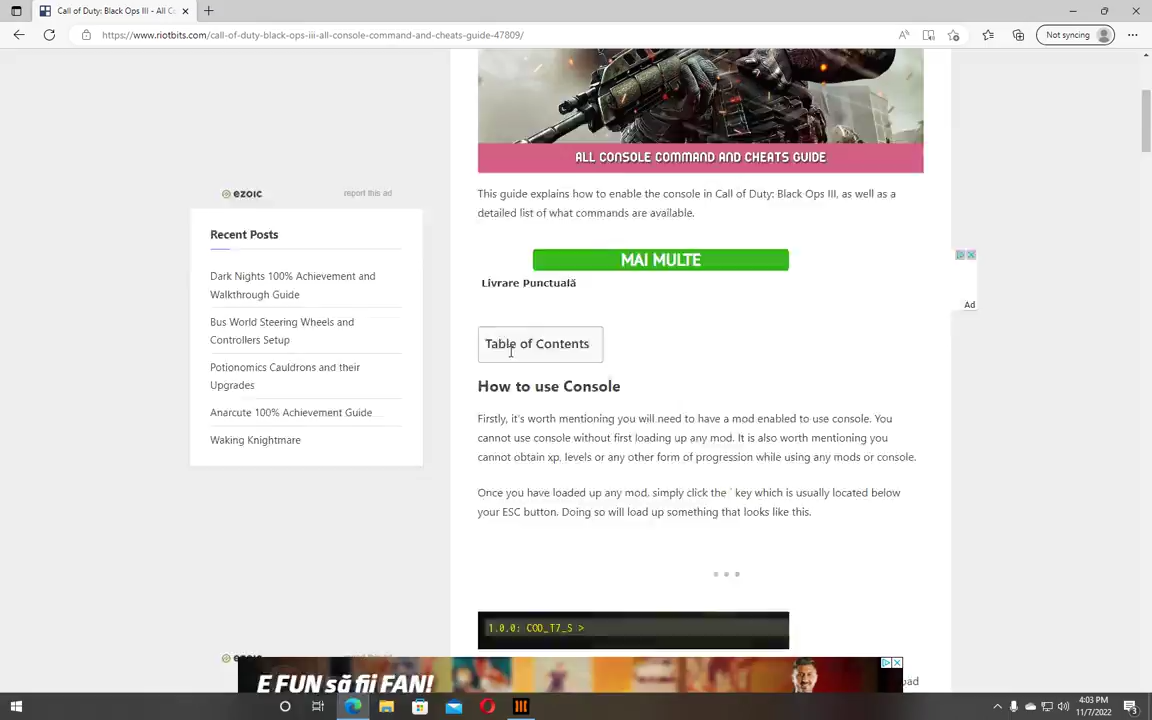 Call of Duty: Black Ops III - All C
https://www.riotbits.com/call-of-duty-black-ops-iii-all-console-command-and-cheats-guide-47809/
Not syncing
ALL CONSOLE COMMAND AND CHEATS GUIDE
This guide explains how to enable the console in Call of Duty: Black Ops III, as well as a
detailed list of what commands are available.
ezoic
report this ad
Recent Posts
Dark Nights 100% Achievement and
Walkthrough Guide
Bus World Steering Wheels and
Controllers Setup
Potionomics Cauldrons and their
Upgrades
Anarcute 100% Achievement Guide
Waking Knightmare
MAI MULTE
Livrare Punctuală
Ad
Table of Contents
How to use Console
Firstly, it's worth mentioning you will need to have a mod enabled to use console. You
cannot use console without first loading up any mod. It is also worth mentioning you
cannot obtain xp, levels or any other form of progression while using any mods or console.
Once you have loaded up any mod, simply click the ` key which is usually located below
your ESC button. Doing so will load up something that looks like this.
1.0.0: COD_T7_S >
E FUN să fii FAN!
4:03 PM
11/7/2022
3